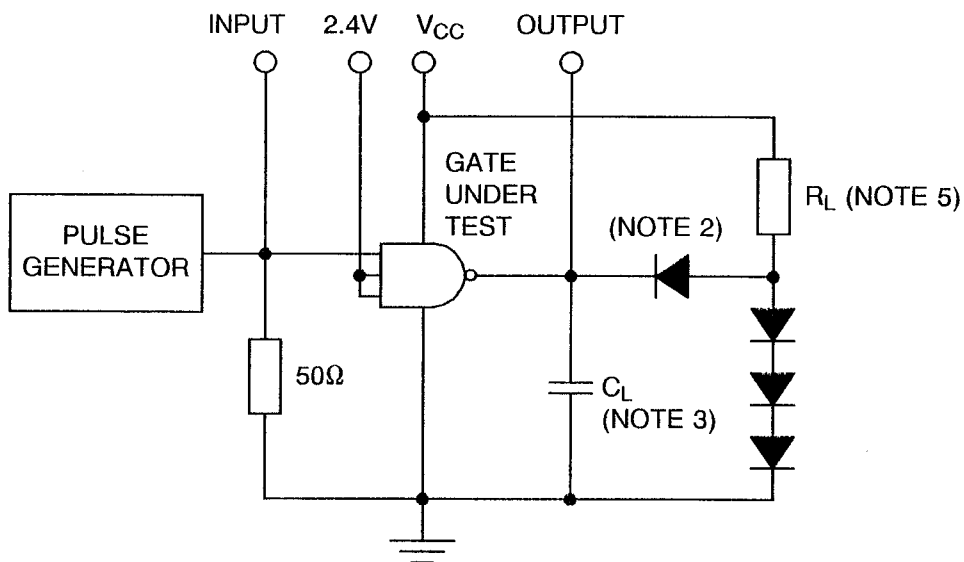 INPUT
2.4V
VCC
OUTPUT
GATE
UNDER
TEST
RL (NOTE 5)
(NOTE 2)
PULSE
GENERATOR
50Ω
CL
(NOTE 3)